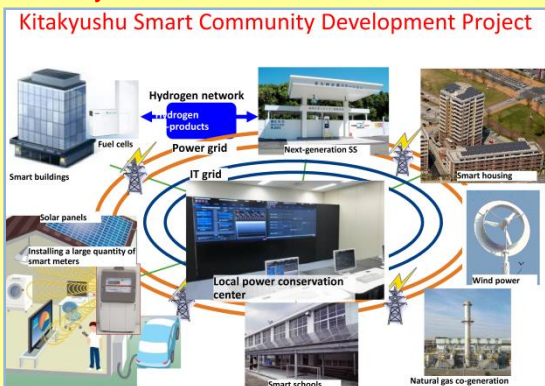 Kitakyushu Smart Community Development Project
Hydrogen network
Hydrogen
-products
Fuel cells
Power grid
Next-generation SS
Smart buildings
IT grid
Smart housing
Solar panels
Installing a large quantity of
smart meters
Local power conservation
center
Wind power
Smart schools
Natural gas co-generation